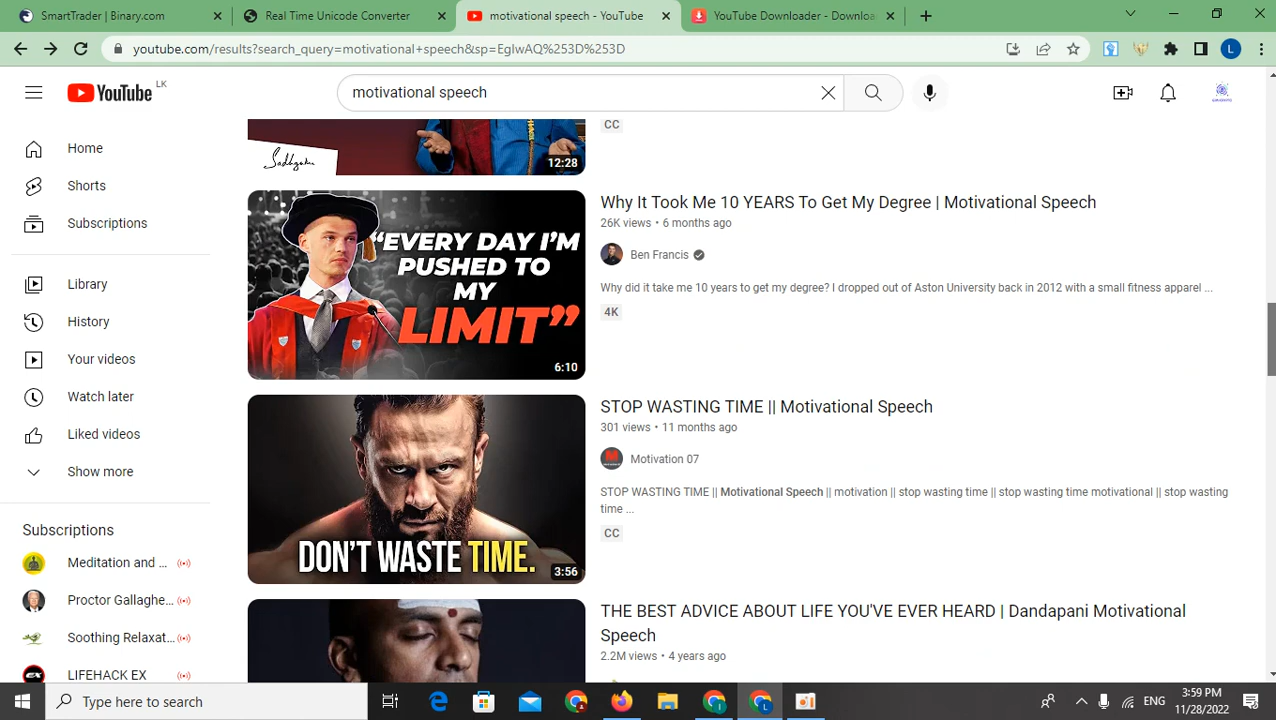 SmartTrader | Binary.com
Real Time Unicode Converter
motivational speech - YouTube
YouTube Downloader - Downloa
youtube.com/results?search_query=motivational+speech&sp=EgIwAQ%253D%253D
L
YouTube LK
motivational speech
Home
Shorts
Subscriptions
Library
History
Your videos
Watch later
Liked videos
Show more
Subscriptions
Meditation and ...
Proctor Gallaghe...
Soothing Relaxat...
LIFEHACK EX
Sadhguru
12:28
CC
"EVERY DAY I'M
PUSHED TO
MY
LIMIT"
6:10
Why It Took Me 10 YEARS To Get My Degree | Motivational Speech
26K views • 6 months ago
Ben Francis
Why did it take me 10 years to get my degree? I dropped out of Aston University back in 2012 with a small fitness apparel ...
4K
DON'T WASTE TIME.
3:56
STOP WASTING TIME || Motivational Speech
301 views • 11 months ago
Motivation 07
STOP WASTING TIME || Motivational Speech || motivation || stop wasting time || stop wasting time motivational || stop wasting
time ...
CC
THE BEST ADVICE ABOUT LIFE YOU'VE EVER HEARD | Dandapani Motivational
Speech
2.2M views • 4 years ago
Type here to search
ENG
:59 PM
11/28/2022